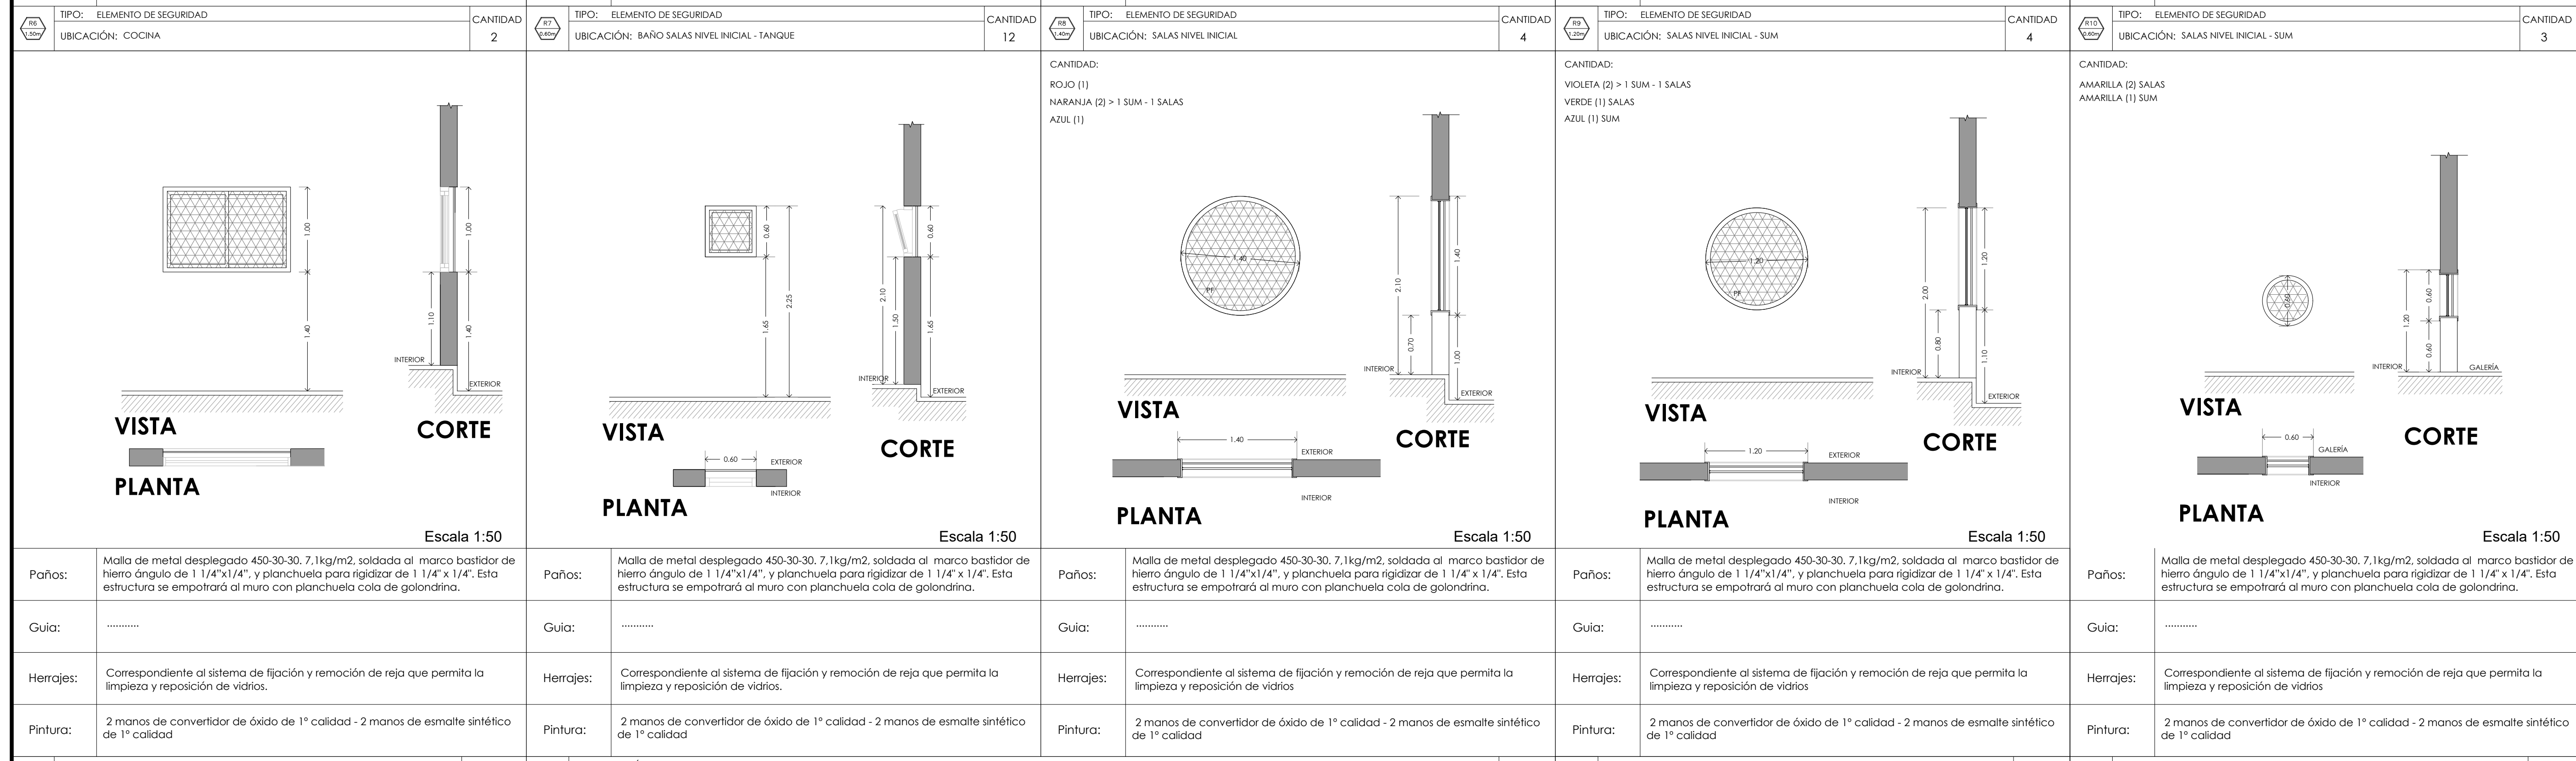 R6
1.50m
TIPO: ELEMENTO DE SEGURIDAD
UBICACIÓN: COCINA
CANTIDAD
2
1.00
1.40
1.10
1.00
1.40
INTERIOR
EXTERIOR
VISTA
CORTE
PLANTA
Escala 1:50
Paños:
Malla de metal desplegado 450-30-30. 7,1kg/m2, soldada al marco bastidor de
hierro ángulo de 1 1/4"x1/4", y planchuela para rigidizar de 1 1/4" x 1/4". Esta
estructura se empotrará al muro con planchuela cola de golondrina.
Guia:
...........
Herrajes:
Correspondiente al sistema de fijación y remoción de reja que permita la
limpieza y reposición de vidrios.
Pintura:
2 manos de convertidor de óxido de 1º calidad - 2 manos de esmalte sintético
de 1º calidad
R7
0.60m
TIPO: ELEMENTO DE SEGURIDAD
UBICACIÓN: BAÑO SALAS NIVEL INICIAL - TANQUE
CANTIDAD
12
0.60
1.65
2.25
2.10
1.50
0.60
1.65
INTERIOR
EXTERIOR
VISTA
CORTE
0.60
EXTERIOR
INTERIOR
PLANTA
Escala 1:50
Paños:
Malla de metal desplegado 450-30-30. 7,1kg/m2, soldada al marco bastidor de
hierro ángulo de 1 1/4"x1/4", y planchuela para rigidizar de 1 1/4" x 1/4". Esta
estructura se empotrará al muro con planchuela cola de golondrina.
Guia:
...........
Herrajes:
Correspondiente al sistema de fijación y remoción de reja que permita la
limpieza y reposición de vidrios.
Pintura:
2 manos de convertidor de óxido de 1º calidad - 2 manos de esmalte sintético
de 1º calidad
R8
1.40m
TIPO: ELEMENTO DE SEGURIDAD
UBICACIÓN: SALAS NIVEL INICIAL
CANTIDAD
4
CANTIDAD:
ROJO (1)
NARANJA (2) > 1 SUM - 1 SALAS
AZUL (1)
1.40
PF
2.10
0.70
1.40
1.00
INTERIOR
EXTERIOR
VISTA
CORTE
1.40
EXTERIOR
INTERIOR
PLANTA
Escala 1:50
Paños:
Malla de metal desplegado 450-30-30. 7,1kg/m2, soldada al marco bastidor de
hierro ángulo de 1 1/4"x1/4", y planchuela para rigidizar de 1 1/4" x 1/4". Esta
estructura se empotrará al muro con planchuela cola de golondrina.
Guia:
...........
Herrajes:
Correspondiente al sistema de fijación y remoción de reja que permita la
limpieza y reposición de vidrios
Pintura:
2 manos de convertidor de óxido de 1º calidad - 2 manos de esmalte sintético
de 1º calidad
R9
1.20m
TIPO: ELEMENTO DE SEGURIDAD
UBICACIÓN: SALAS NIVEL INICIAL - SUM
CANTIDAD
4
CANTIDAD:
VIOLETA (2) > 1 SUM - 1 SALAS
VERDE (1) SALAS
AZUL (1) SUM
1.20
PF
2.00
0.80
1.20
1.10
INTERIOR
EXTERIOR
VISTA
CORTE
1.20
EXTERIOR
INTERIOR
PLANTA
Escala 1:50
Paños:
Malla de metal desplegado 450-30-30. 7,1kg/m2, soldada al marco bastidor de
hierro ángulo de 1 1/4"x1/4", y planchuela para rigidizar de 1 1/4" x 1/4". Esta
estructura se empotrará al muro con planchuela cola de golondrina.
Guia:
...........
Herrajes:
Correspondiente al sistema de fijación y remoción de reja que permita la
limpieza y reposición de vidrios
Pintura:
2 manos de convertidor de óxido de 1º calidad - 2 manos de esmalte sintético
de 1º calidad
R10
0.60m
TIPO: ELEMENTO DE SEGURIDAD
UBICACIÓN: SALAS NIVEL INICIAL - SUM
CANTIDAD
3
CANTIDAD:
AMARILLA (2) SALAS
AMARILLA (1) SUM
0.60
1.20
0.60
0.60
INTERIOR
GALERÍA
VISTA
CORTE
0.60
GALERÍA
INTERIOR
PLANTA
Escala 1:50
Paños:
Malla de metal desplegado 450-30-30. 7,1kg/m2, soldada al marco bastidor de
hierro ángulo de 1 1/4"x1/4", y planchuela para rigidizar de 1 1/4" x 1/4". Esta
estructura se empotrará al muro con planchuela cola de golondrina.
Guia:
...........
Herrajes:
Correspondiente al sistema de fijación y remoción de reja que permita la
limpieza y reposición de vidrios
Pintura:
2 manos de convertidor de óxido de 1º calidad - 2 manos de esmalte sintético
de 1º calidad